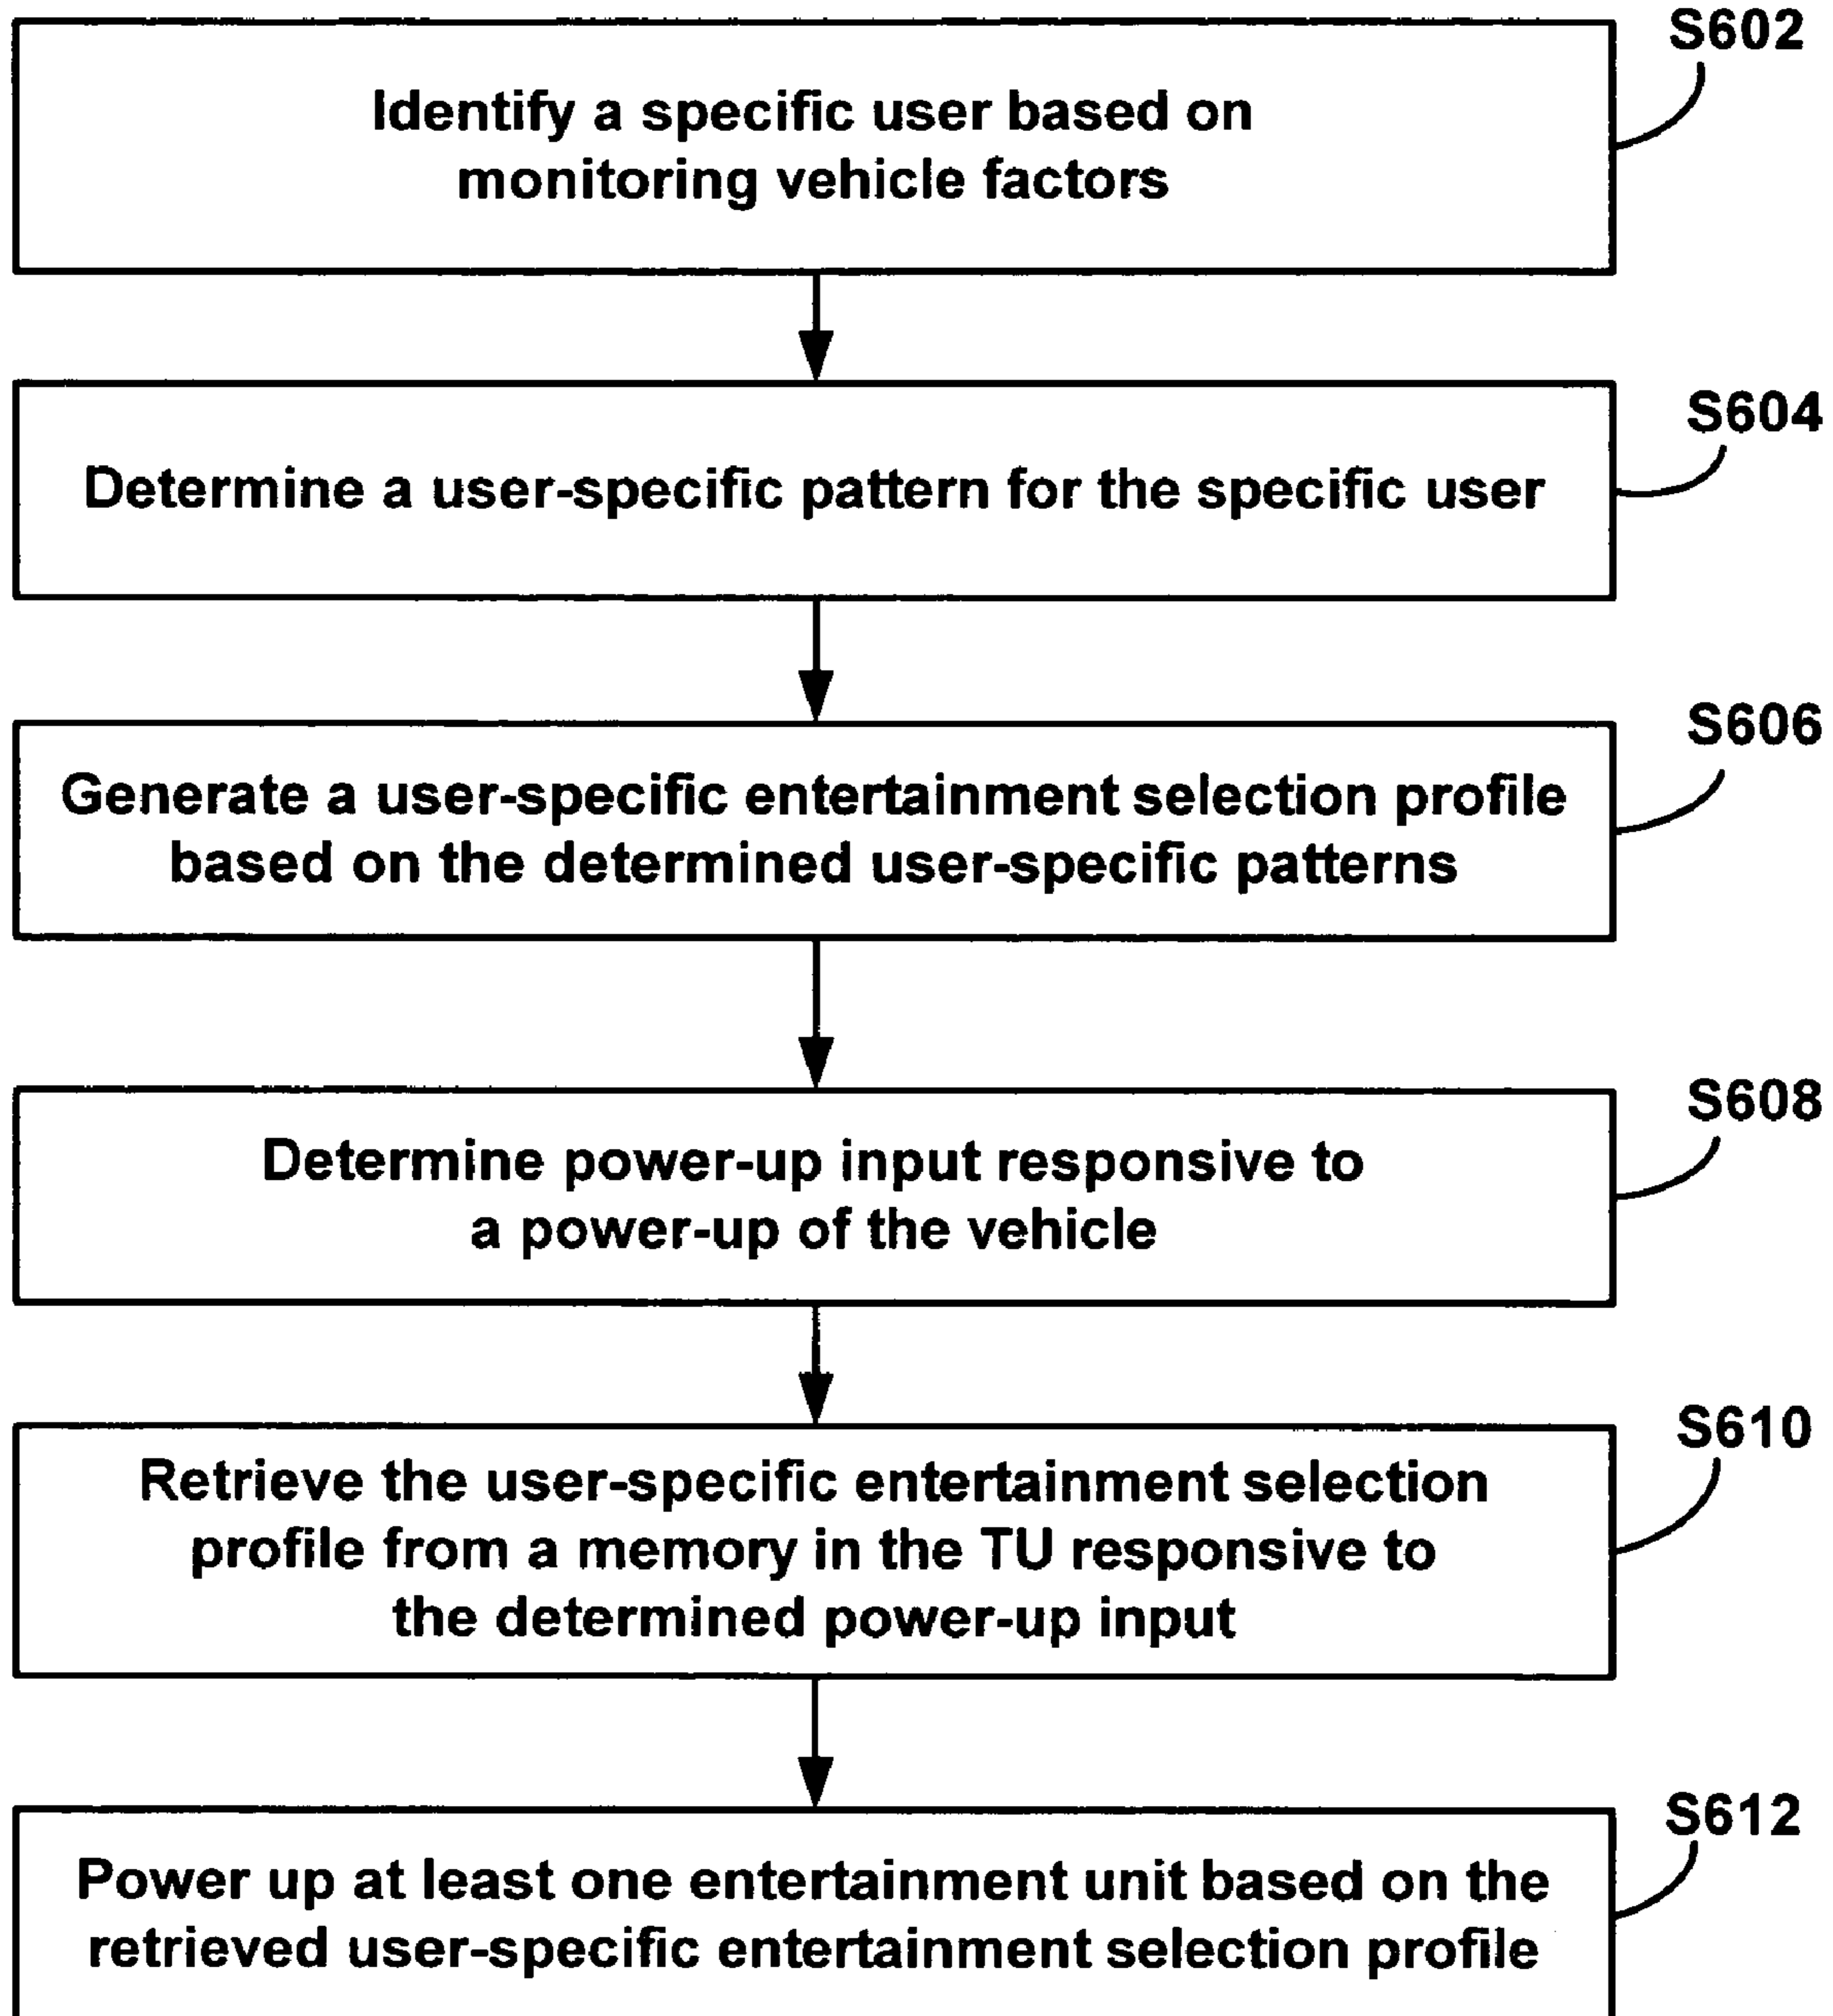 S602
Identify a specific user based on
monitoring vehicle factors
S604
Determine a user-specific pattern for the specific user
S606
Generate a user-specific entertainment selection profile
based on the determined user-specific patterns
S608
Determine power-up input responsive to
a power-up of the vehicle
S610
Retrieve the user-specific entertainment selection
profile from a memory in the TU responsive to
the determined power-up input
S612
Power up at least one entertainment unit based on the
retrieved user-specific entertainment selection profile